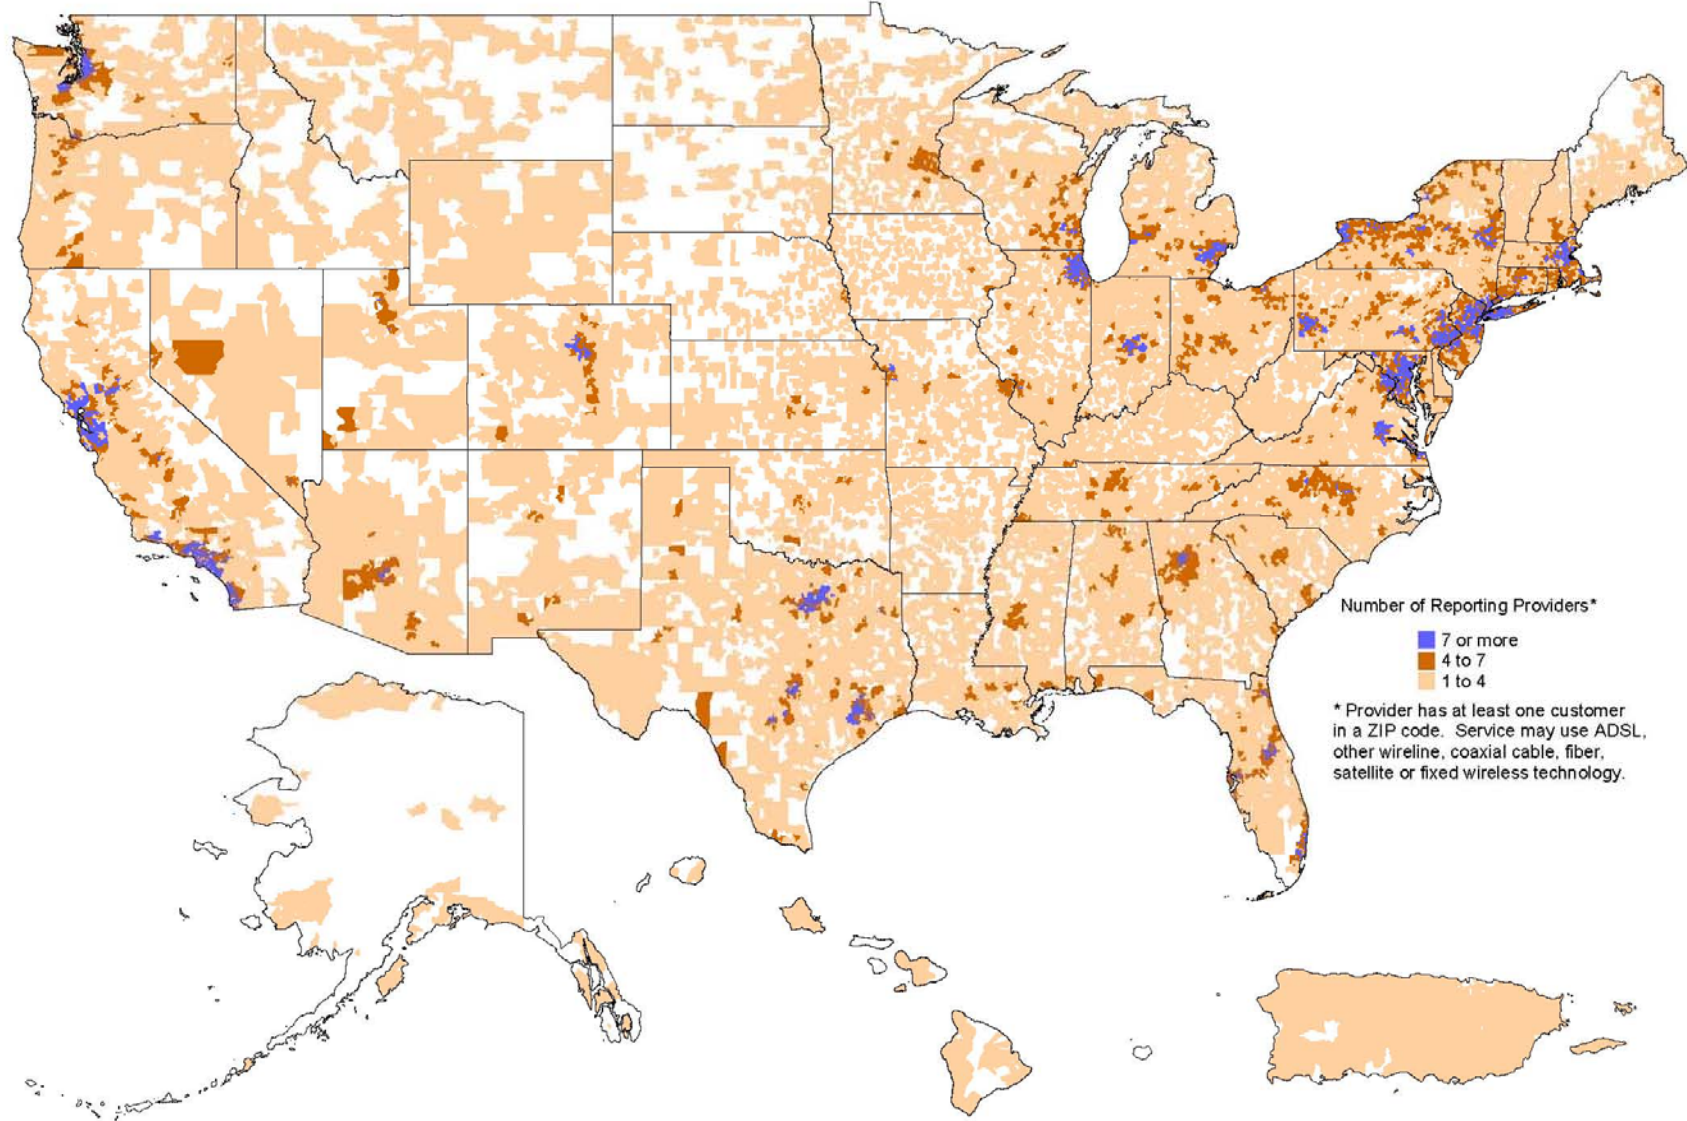 Number of Reporting Providers*
7 or more
4 to 7
1 to 4
* Provider has at least one customer
in a ZIP code. Service may use ADSL,
other wireline, coaxial cable, fiber,
satellite or fixed wireless technology.